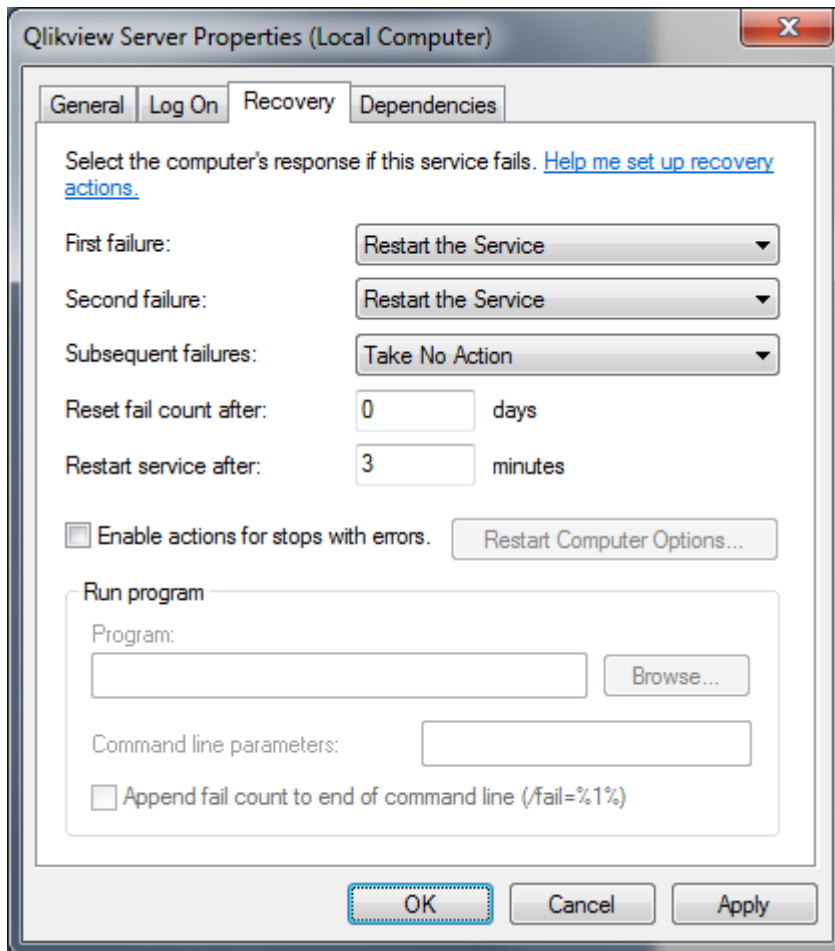 Qlikview Server Properties (Local Computer)
General Log On Recovery Dependencies
Select the computer's response if this service fails. Help me set up recovery
actions.
First failure: Restart the Service
Second failure: Restart the Service
Subsequent failures: Take No Action
Reset fail count after: 0 days
Restart service after: 3 minutes
Enable actions for stops with errors. Restart Computer Options...
Run program
Program:
Browse...
Command line parameters:
Append fail count to end of command line (/fail=%1%)
OK Cancel Apply